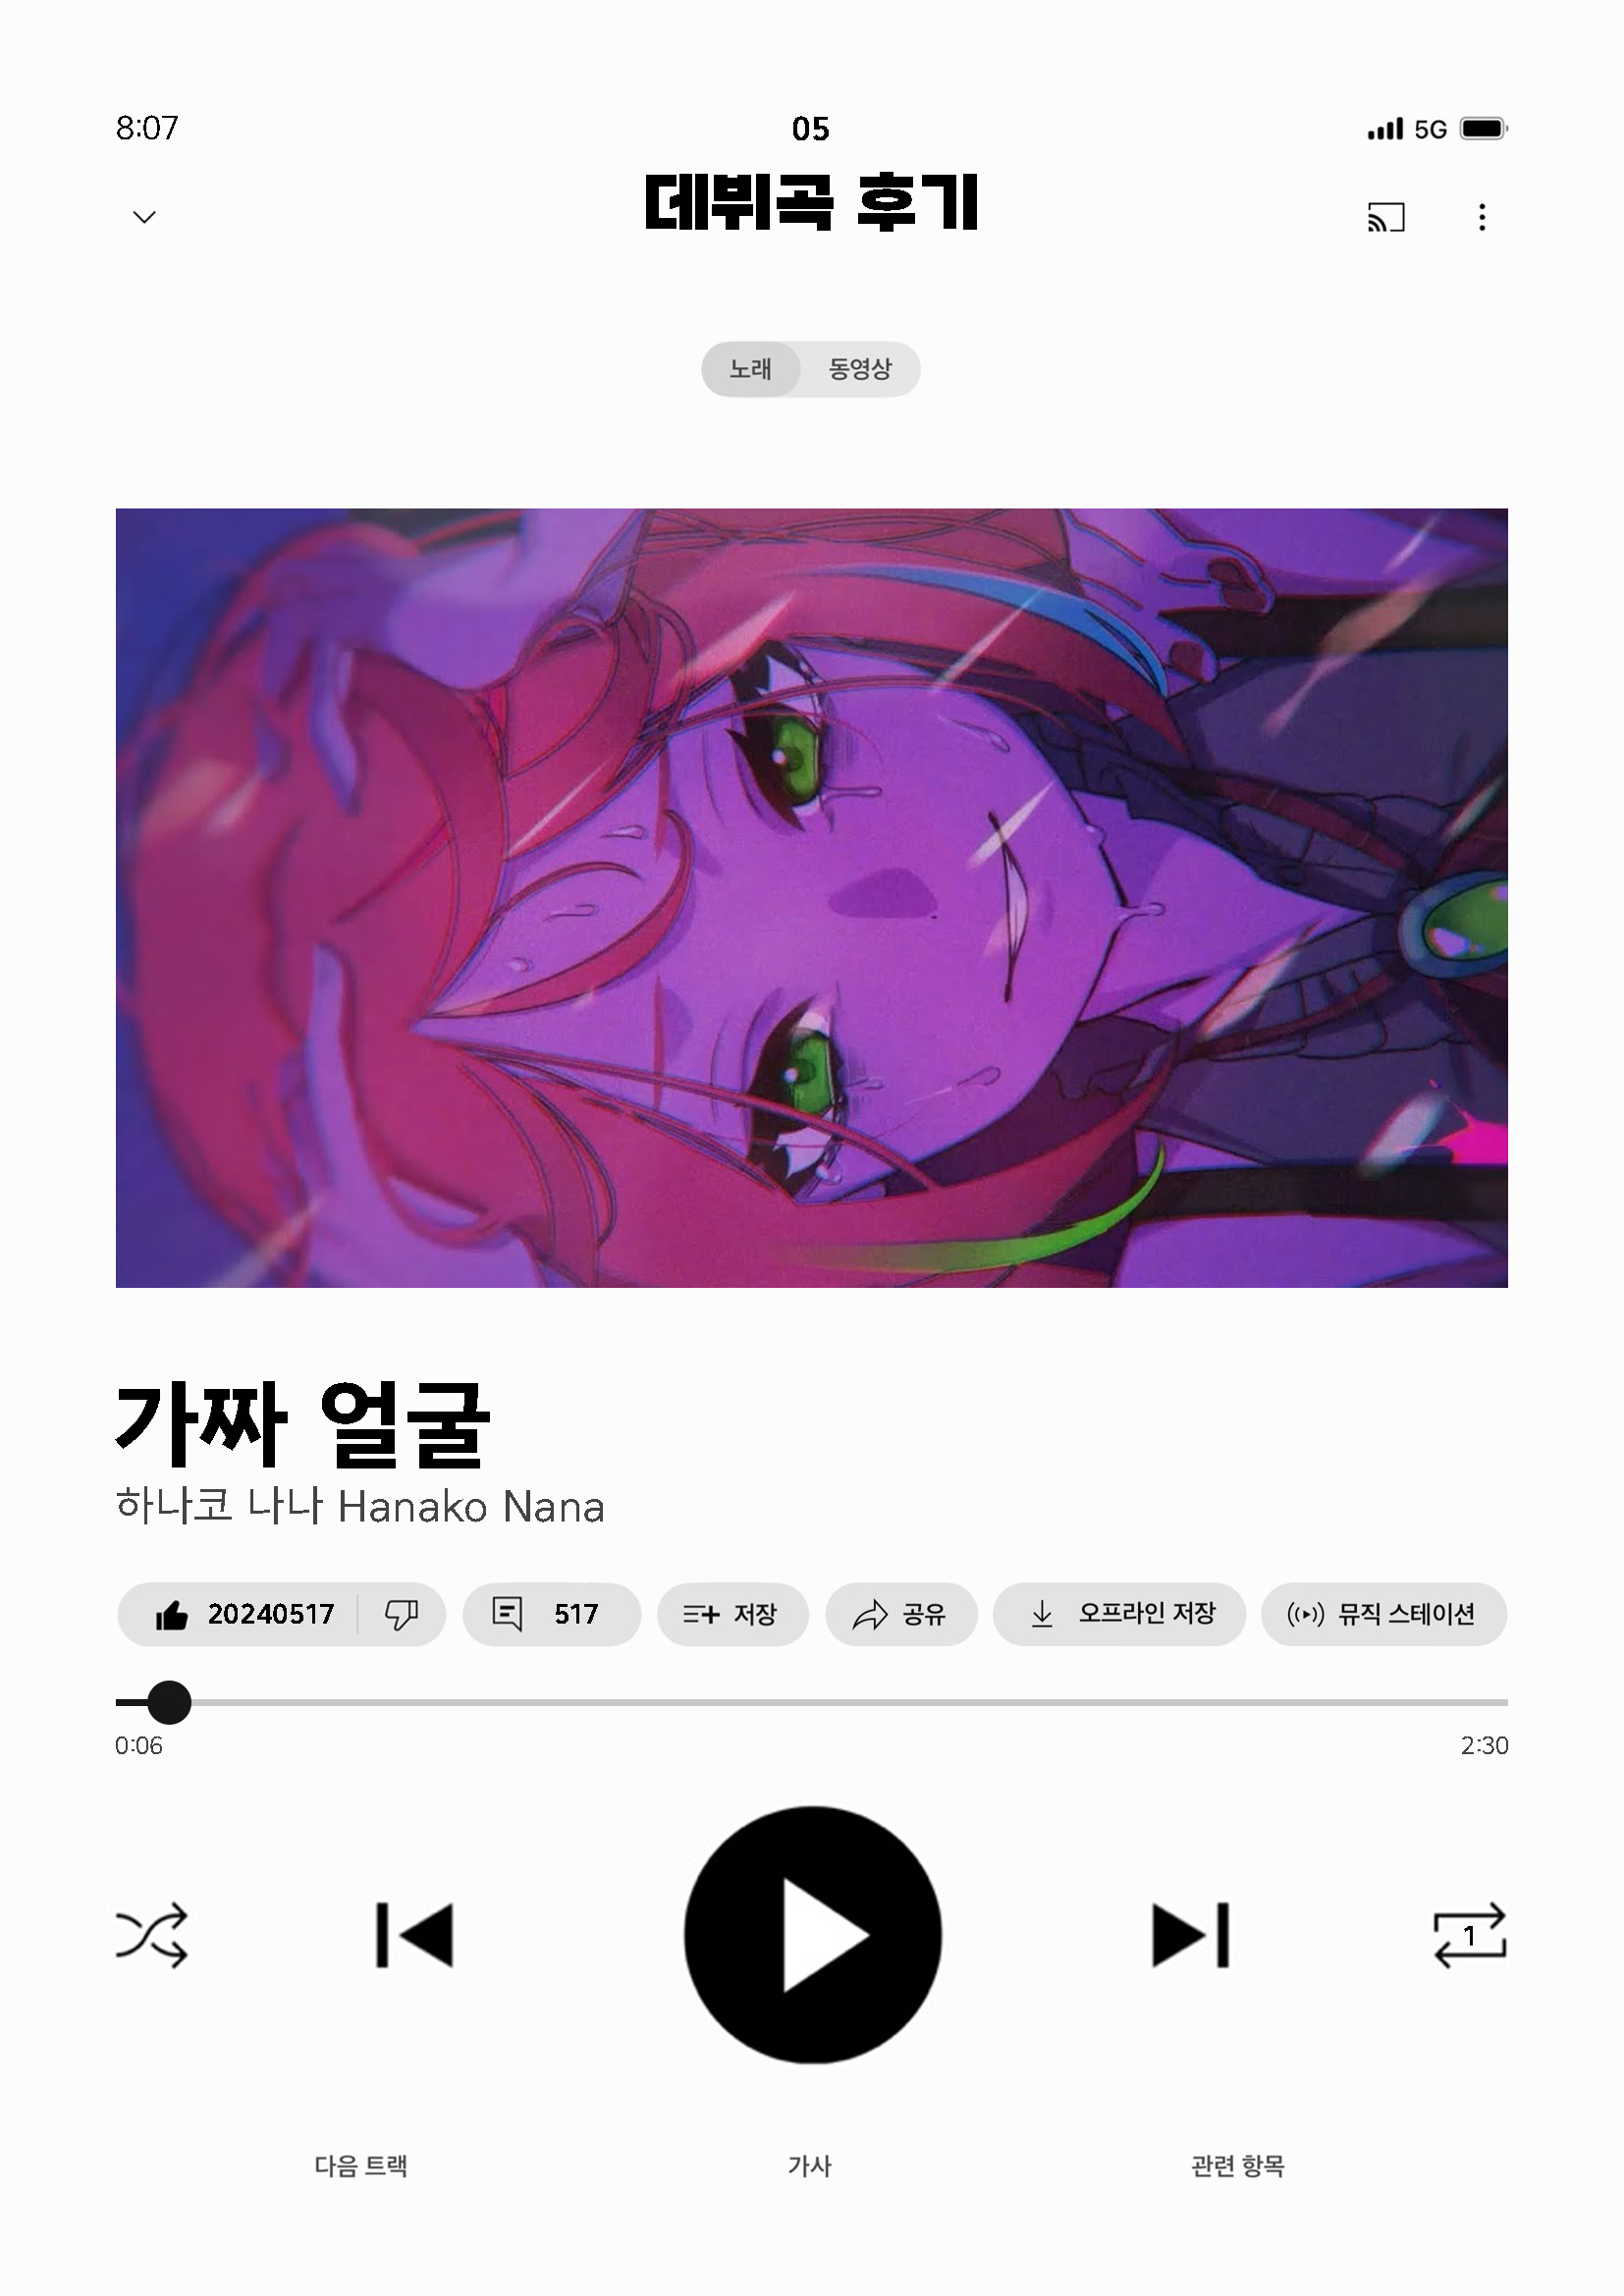 8:07
05
5G
데뷔곡 후기
노래 동영상
가짜 얼굴
하나코 나나 Hanako Nana
20240517 517 저장 공유 오프라인 저장 뮤직 스테이션
0:06 2:30
1
다음 트랙 가사 관련 항목